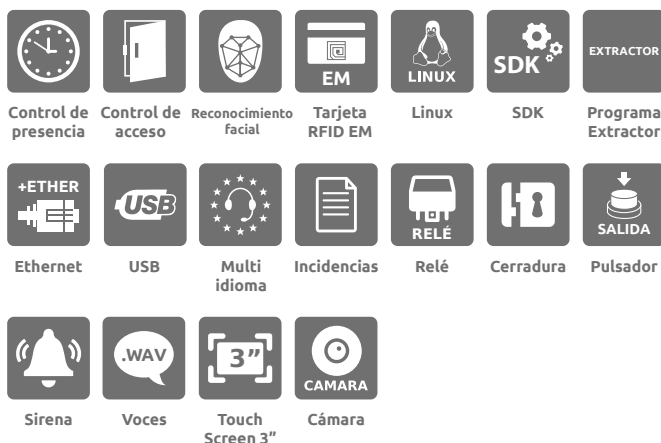 EM
LINUX
SDK
EXTRACTOR
Control de presencia
Control de acceso
Reconocimiento facial
Tarjeta RFID EM
Linux
SDK
Programa Extractor
+ETHER
USB
RELÉ
SALIDA
Ethernet
USB
Multi idioma
Incidencias
Relé
Cerradura
Pulsador
.WAV
3”
CAMARA
Sirena
Voces
Touch Screen 3”
Cámara